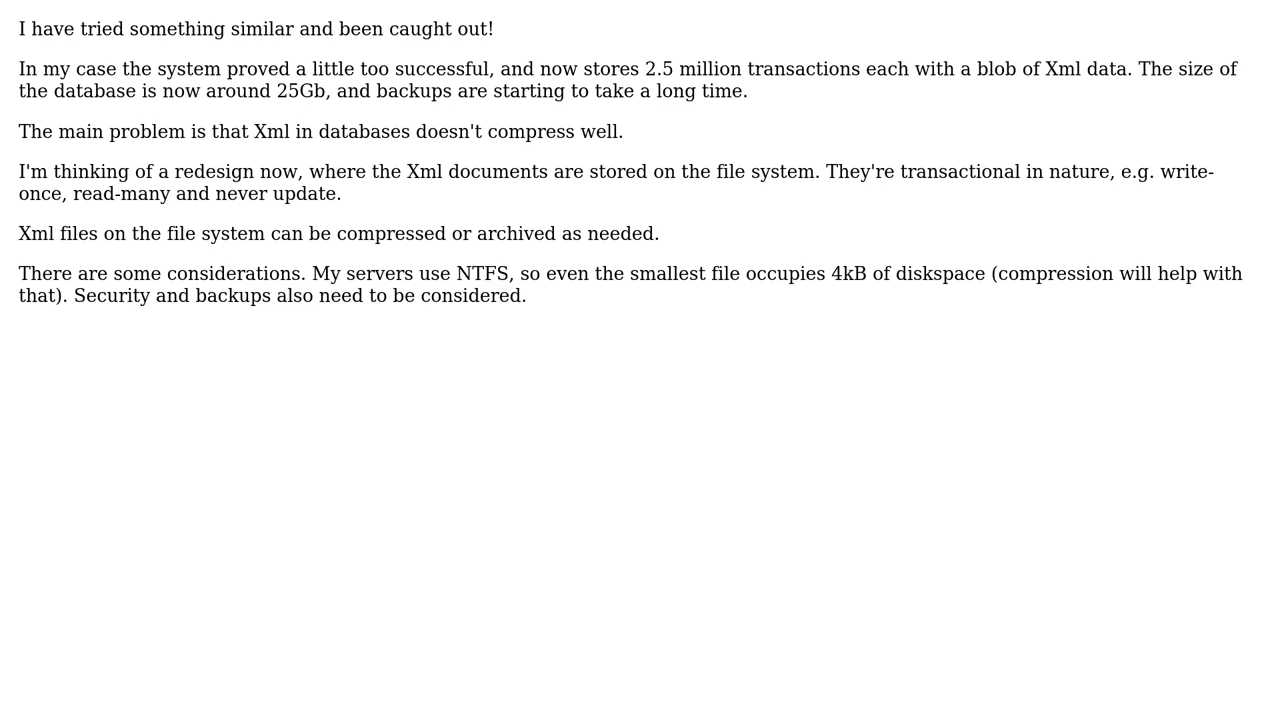 I have tried something similar and been caught out!
In my case the system proved a little too successful, and now stores 2.5 million transactions each with a blob of Xml data. The size of
the database is now around 25Gb, and backups are starting to take a long time.
The main problem is that Xml in databases doesn't compress well.
I'm thinking of a redesign now, where the Xml documents are stored on the file system. They're transactional in nature, e.g. write-
once, read-many and never update.
Xml files on the file system can be compressed or archived as needed.
There are some considerations. My servers use NTFS, so even the smallest file occupies 4kB of diskspace (compression will help with
that). Security and backups also need to be considered.